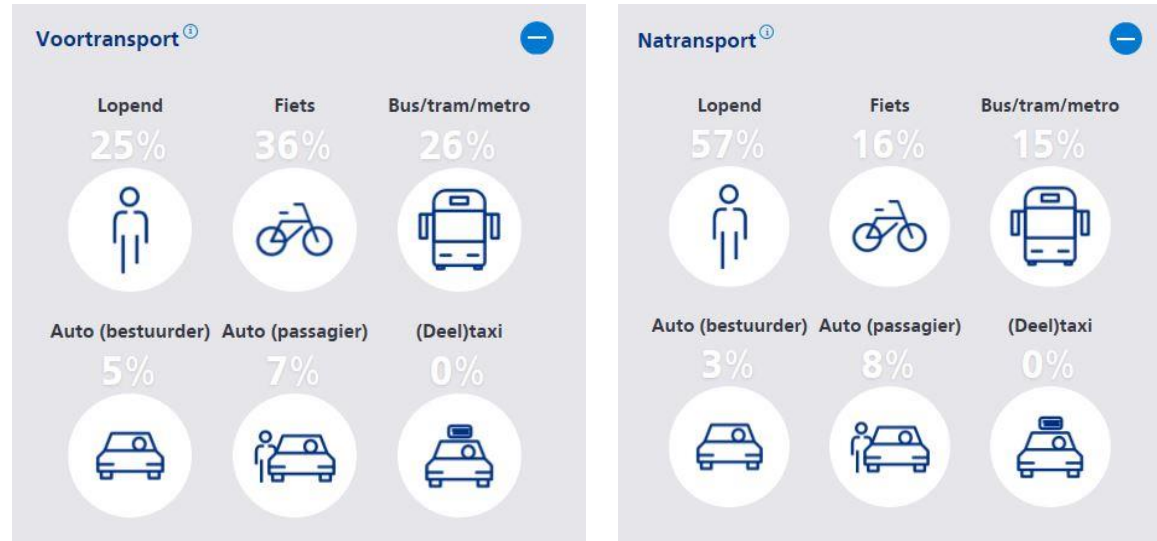 Voortransport ⓘ
Lopend Fiets Bus/tram/metro
25% 36% 26%
Auto (bestuurder) Auto (passagier) (Deel)taxi
5% 7% 0%
Natransport ⓘ
Lopend Fiets Bus/tram/metro
57% 16% 15%
Auto (bestuurder) Auto (passagier) (Deel)taxi
3% 8% 0%